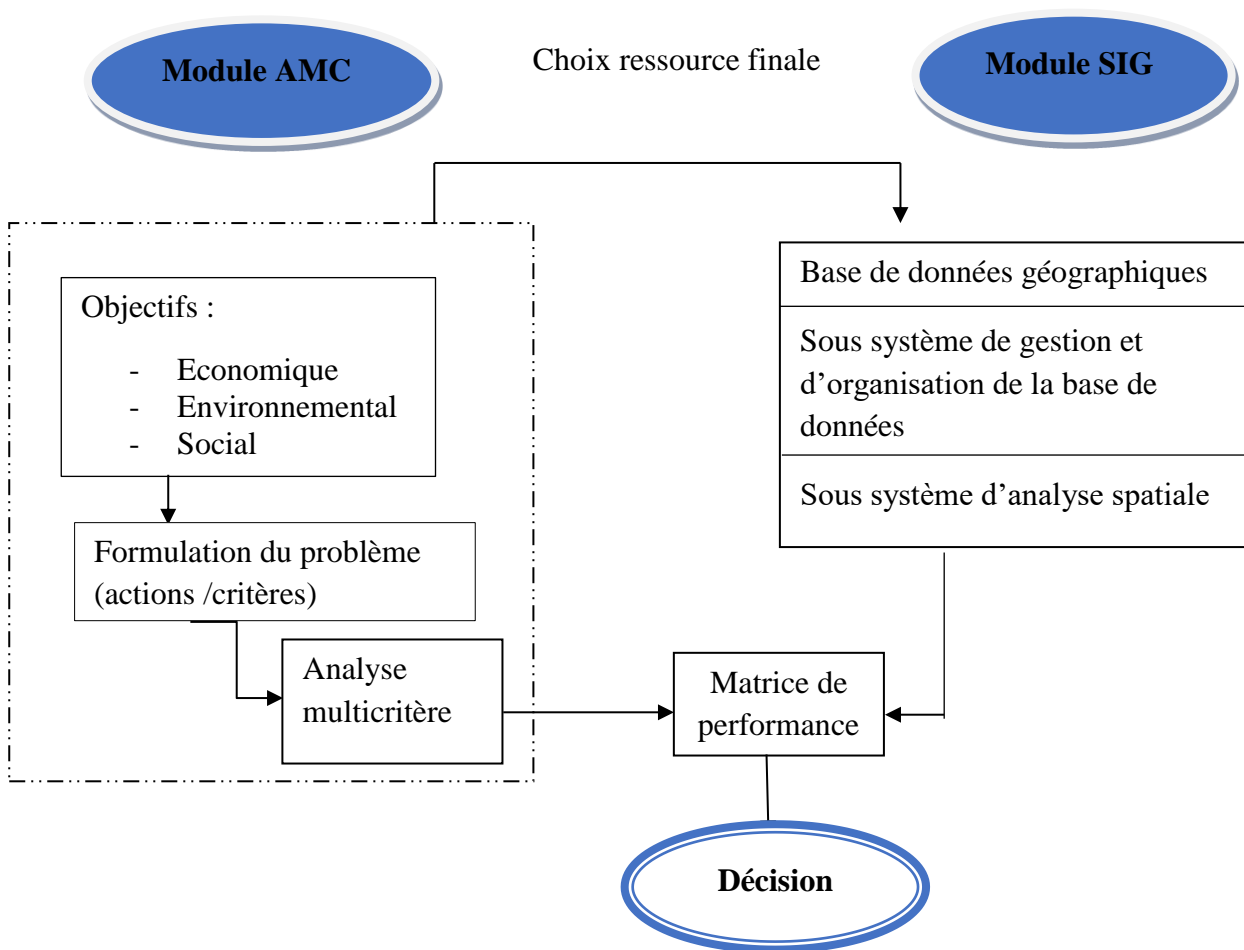 Module AMC
Choix ressource finale
Module SIG
Objectifs :
- Economique
- Environnemental
- Social
Formulation du problème
(actions /critères)
Analyse
multicritère
Base de données géographiques
Sous système de gestion et
d’organisation de la base de
données
Sous système d’analyse spatiale
Matrice de
performance
Décision